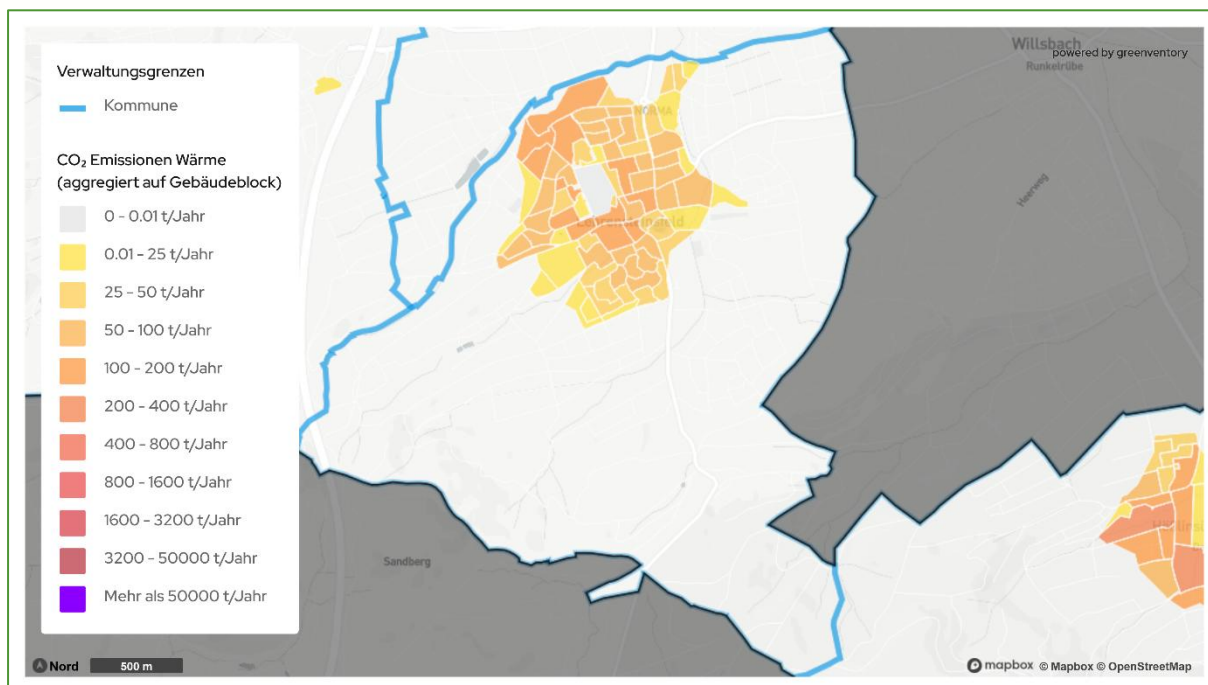 Verwaltungsgrenzen
Kommune
CO₂ Emissionen Wärme
(aggregiert auf Gebäudeblock)
0 - 0.01 t/Jahr
0.01 - 25 t/Jahr
25 - 50 t/Jahr
50 - 100 t/Jahr
100 - 200 t/Jahr
200 - 400 t/Jahr
400 - 800 t/Jahr
800 - 1600 t/Jahr
1600 - 3200 t/Jahr
3200 - 50000 t/Jahr
Mehr als 50000 t/Jahr
Nord
500 m
Willsbach
powered by greenventory
Runkelrübe
NORMA
Heerweg
Sandberg
mapbox © Mapbox © OpenStreetMap